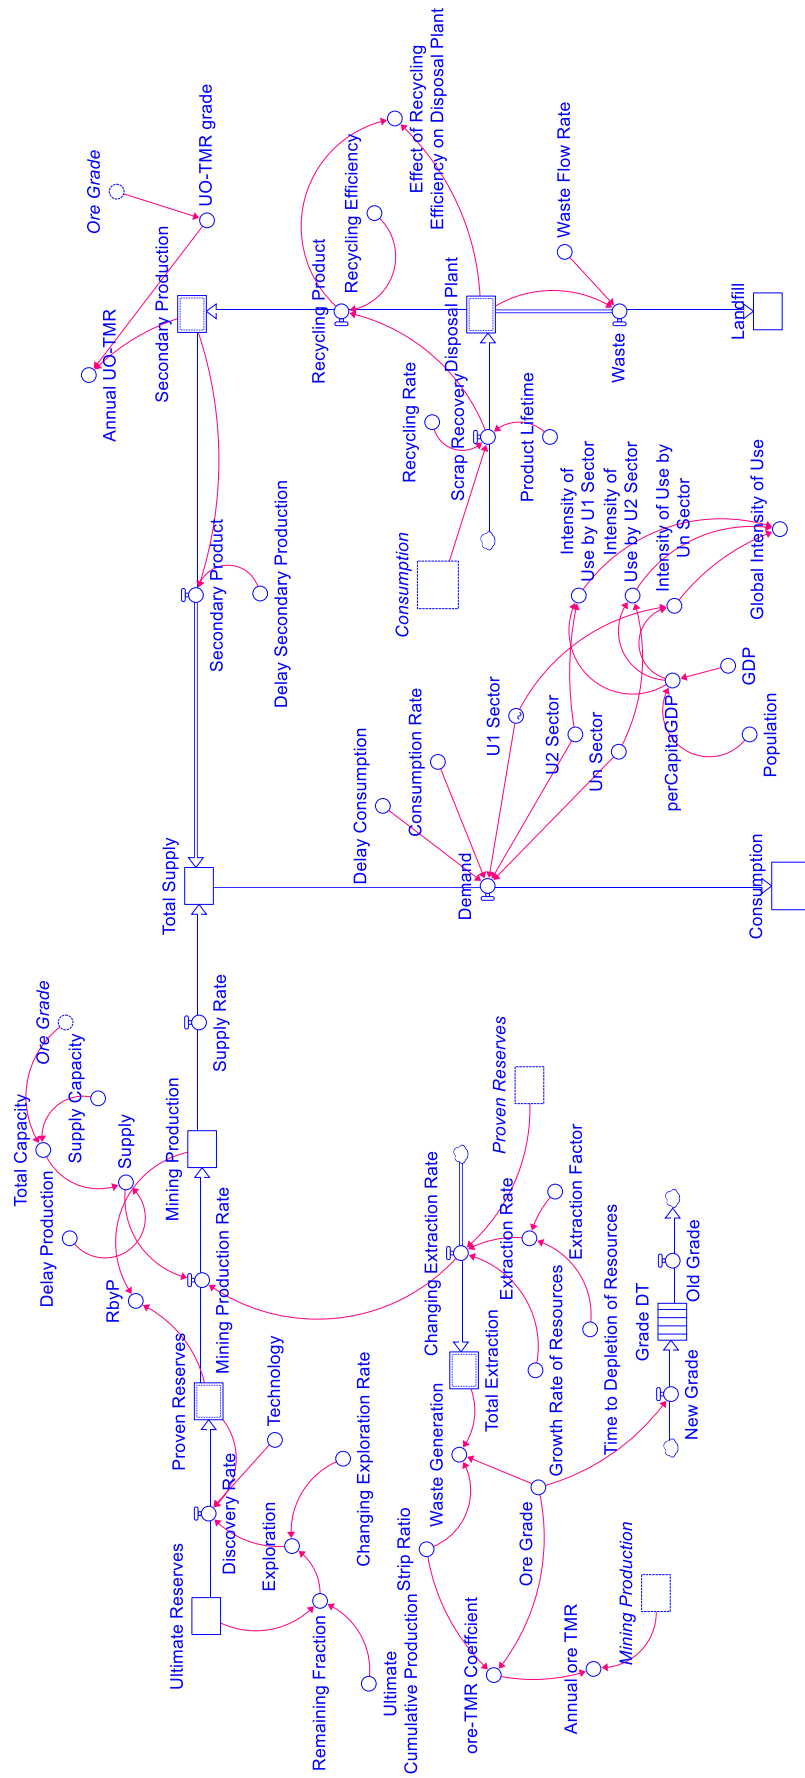 Ultimate Reserves
Discovery Rate
Proven Reserves
Mining Production Rate
Mining Production
Supply Rate
Total Supply
Secondary Product
Secondary Production
Annual UO-TMR
UO-TMR grade
Ore Grade
RbyP
Delay Production
Total Capacity
Supply
Supply Capacity
Ore Grade
Technology
Exploration
Changing Exploration Rate
Remaining Fraction
Ultimate
Cumulative Production
Delay Secondary Production
Recycling Product
Recycling Efficiency
Effect of Recycling
Efficiency on Disposal Plant
Delay Consumption
Consumption Rate
Demand
Consumption
Recycling Rate
Scrap Recovery
Disposal Plant
Product Lifetime
Waste Flow Rate
Waste
Landfill
Strip Ratio
Waste Generation
ore-TMR Coeffcient
Ore Grade
Annual ore TMR
Mining Production
Total Extraction
Changing Extraction Rate
Proven Reserves
Extraction Rate
Extraction Factor
Growth Rate of Resources
Time to Depletion of Resources
New Grade
Grade DT
Old Grade
U1 Sector
U2 Sector
Un Sector
Intensity of
Use by U1 Sector
Intensity of
Use by U2 Sector
Intensity of Use by
Un Sector
Global Intensity of Use
perCapitaGDP
GDP
Population
Consumption